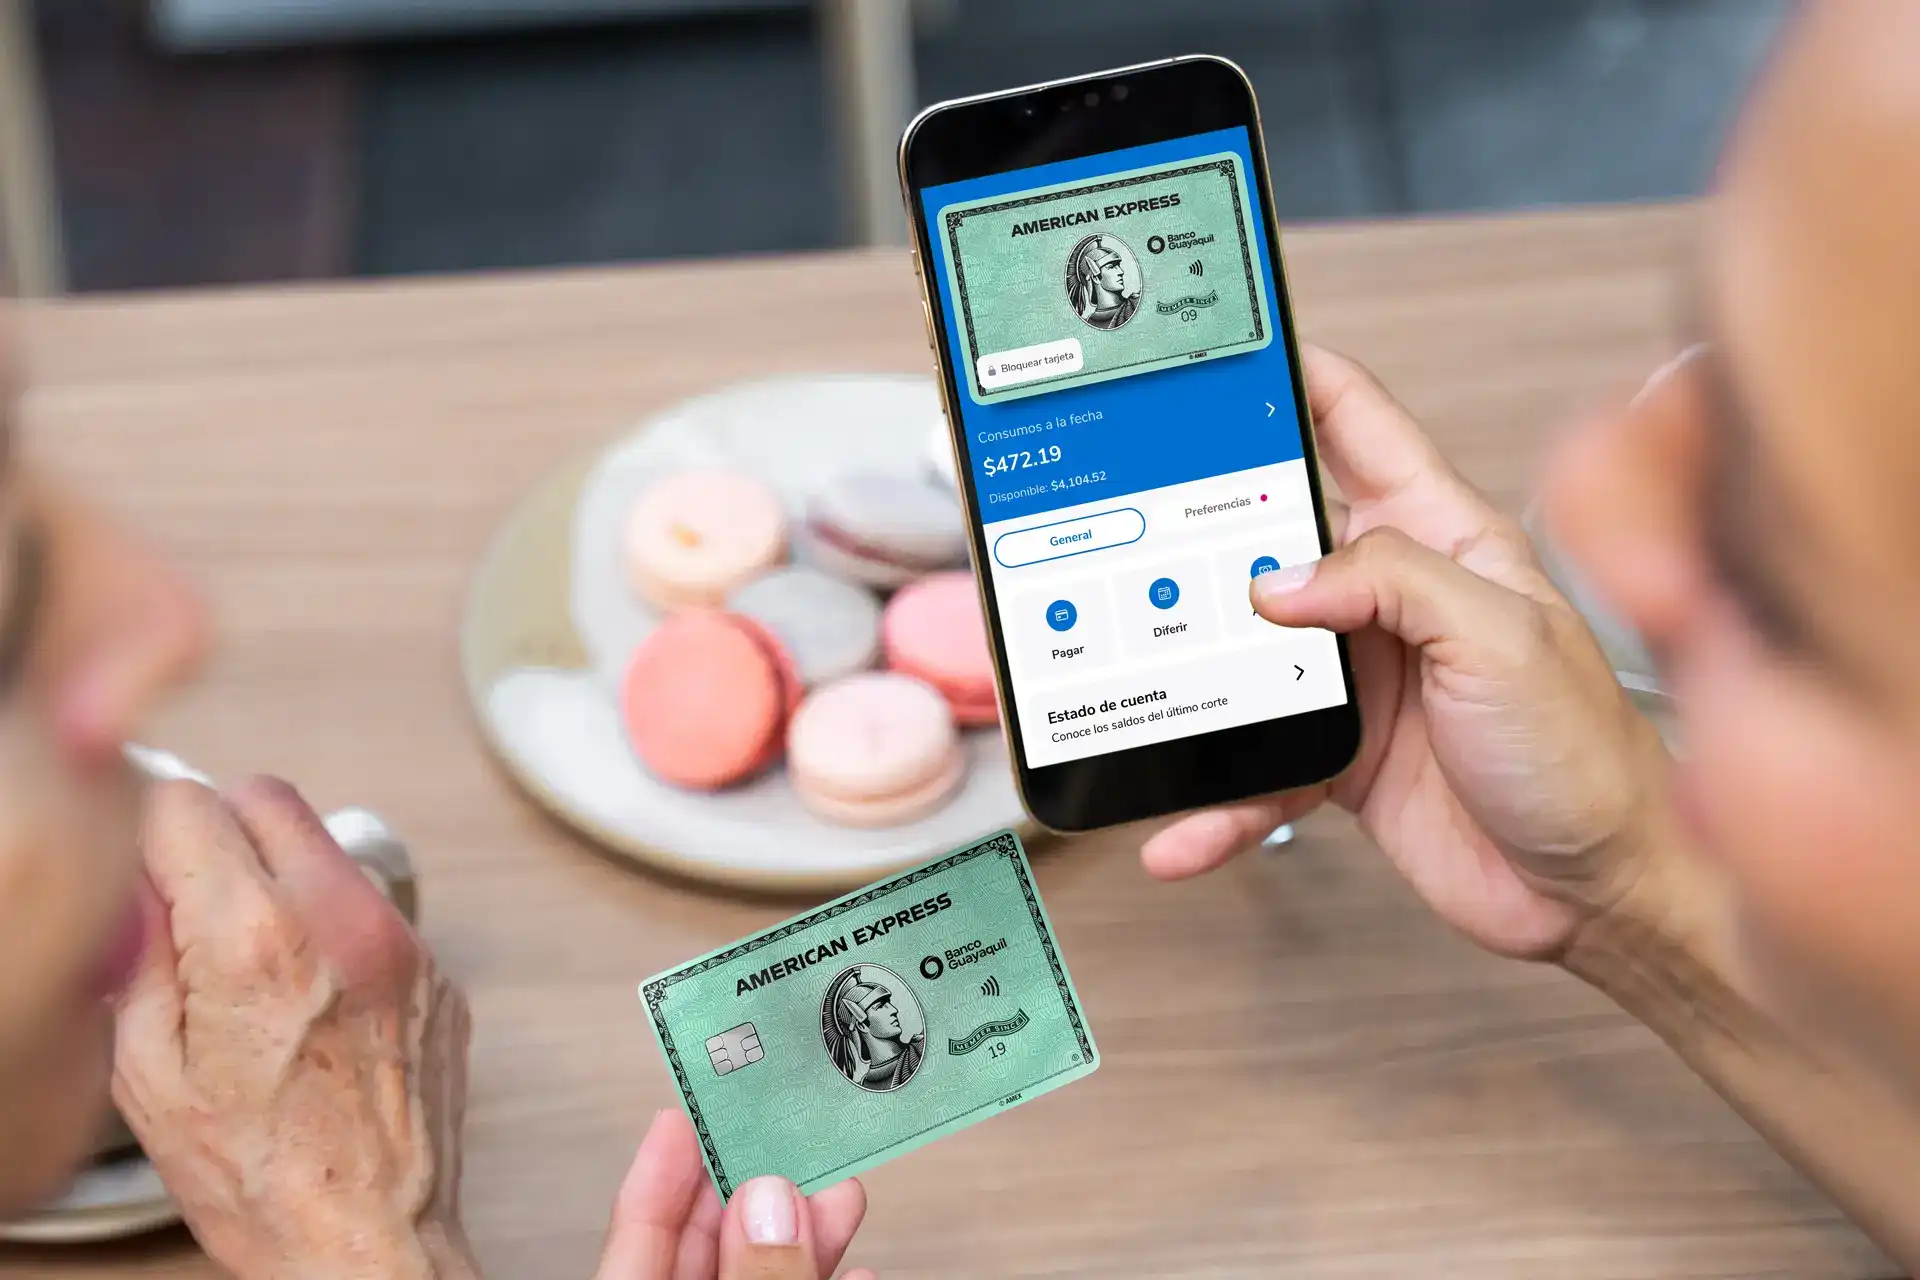 AMERICAN EXPRESS
Banco
Guayaquil
MEMBER SINCE
09
Bloquear tarjeta
® 
© AMEX
Consumos a la fecha
$472.19
Disponible: $4,104.52
General
Preferencias
Pagar
Diferir
Estado de cuenta
Conoce los saldos del último corte
AMERICAN EXPRESS
Banco
Guayaquil
MEMBER SINCE
19
®
© AMEX